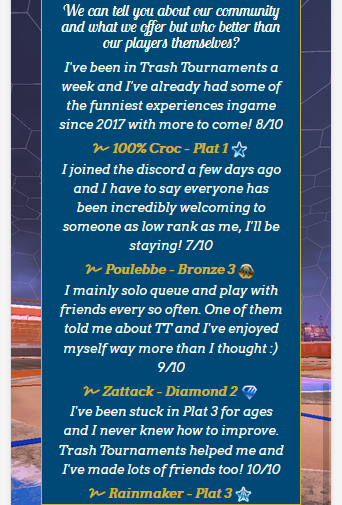 We can tell you about our community
and what we offer but who better than
our players themselves?
I've been in Trash Tournaments a
week and I've already had some of
the funniest experiences ingame
since 2017 with more to come! 8/10
~ 100% Croc - Plat 1
I joined the discord a few days ago
and I have to say everyone has
been incredibly welcoming to
someone as low rank as me, I'll be
staying! 7/10
~ Poulebbe - Bronze 3
I mainly solo queue and play with
friends every so often. One of them
told me about TT and I've enjoyed
myself way more than I thought :)
9/10
~ Zattack - Diamond 2
I've been stuck in Plat 3 for ages
and I never knew how to improve.
Trash Tournaments helped me and
I've made lots of friends too! 10/10
~ Rainmaker - Plat 3